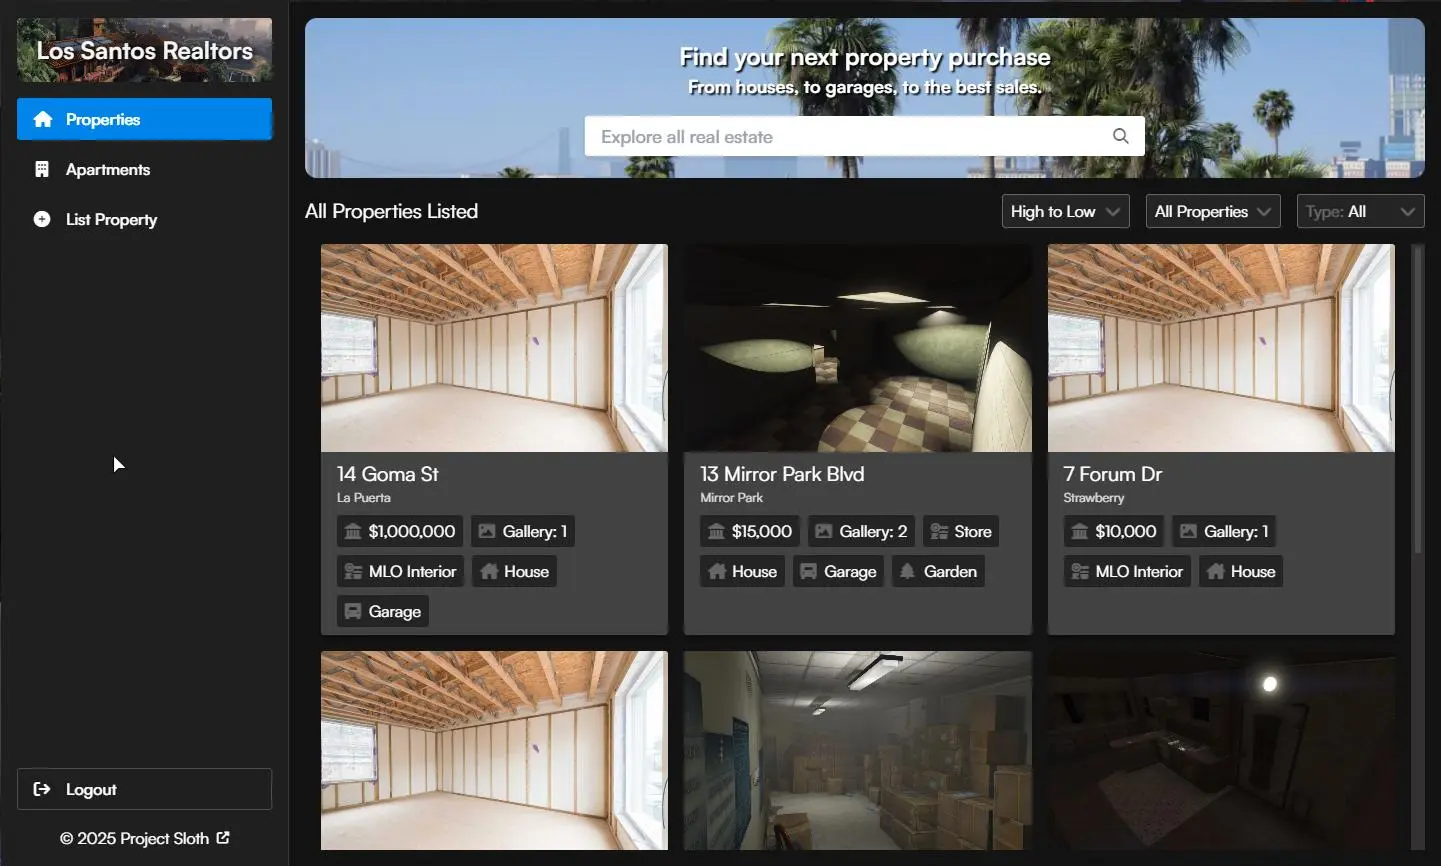 Los Santos Realtors
Properties
Apartments
List Property
Logout
© 2025 Project Sloth
Find your next property purchase
From houses, to garages, to the best sales.
Explore all real estate
All Properties Listed
High to Low
All Properties
Type: All
14 Goma St
La Puerta
$1,000,000 Gallery: 1
MLO Interior House
Garage
13 Mirror Park Blvd
Mirror Park
$15,000 Gallery: 2 Store
House Garage Garden
7 Forum Dr
Strawberry
$10,000 Gallery: 1
MLO Interior House